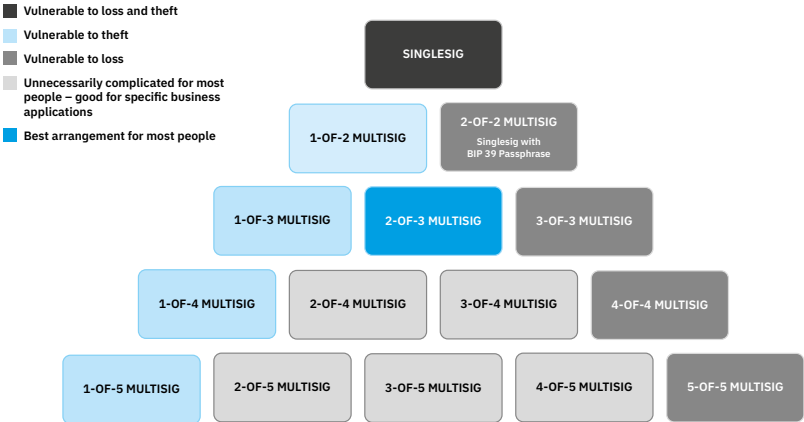 Vulnerable to loss and theft
Vulnerable to theft
Vulnerable to loss
Unnecessarily complicated for most
people – good for specific business
applications
Best arrangement for most people
SINGLESIG
1-OF-2 MULTISIG
2-OF-2 MULTISIG
Singlesig with
BIP 39 Passphrase
1-OF-3 MULTISIG
2-OF-3 MULTISIG
3-OF-3 MULTISIG
1-OF-4 MULTISIG
2-OF-4 MULTISIG
3-OF-4 MULTISIG
4-OF-4 MULTISIG
1-OF-5 MULTISIG
2-OF-5 MULTISIG
3-OF-5 MULTISIG
4-OF-5 MULTISIG
5-OF-5 MULTISIG